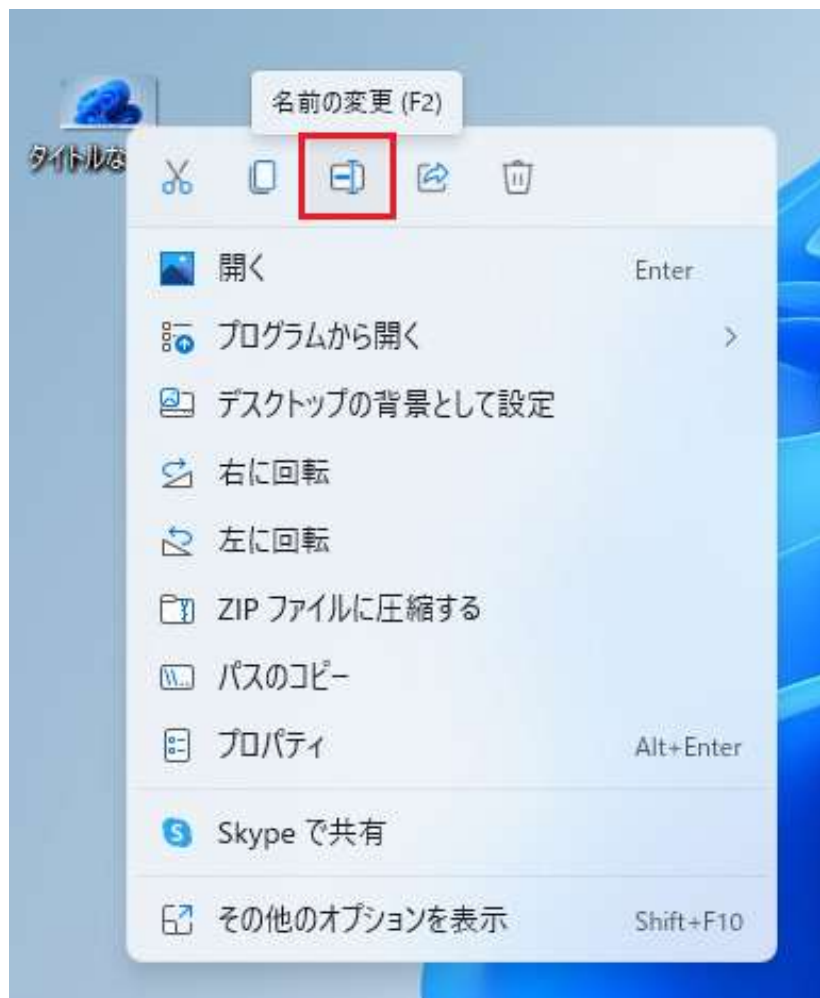 名前の変更 (F2)
タイトルな
開く Enter
プログラムから開く
デスクトップの背景として設定
右に回転
左に回転
ZIP ファイルに圧縮する
パスのコピー
プロパティ Alt+Enter
Skype で共有
その他のオプションを表示 Shift+F10